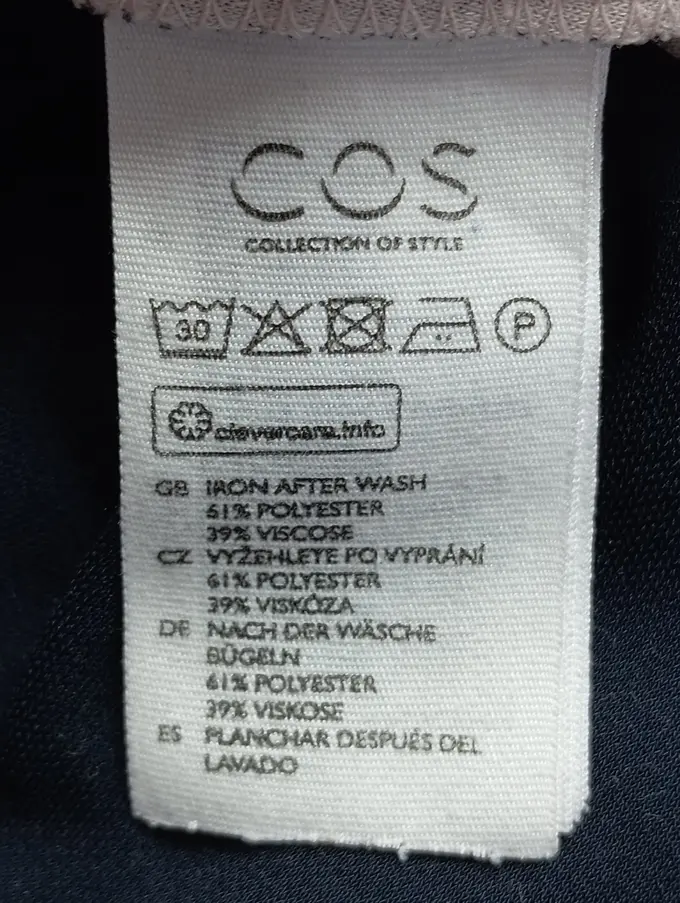 COS
COLLECTION OF STYLE
30 P
clevercare.info
GB IRON AFTER WASH
61% POLYESTER
39% VISCOSE
CZ VYŽEHLETE PO VYPRÁNÍ
61% POLYESTER
39% VISKÓZA
DE NACH DER WÄSCHE
BÜGELN
61% POLYESTER
39% VISKOSE
ES PLANCHAR DESPUÉS DEL
LAVADO